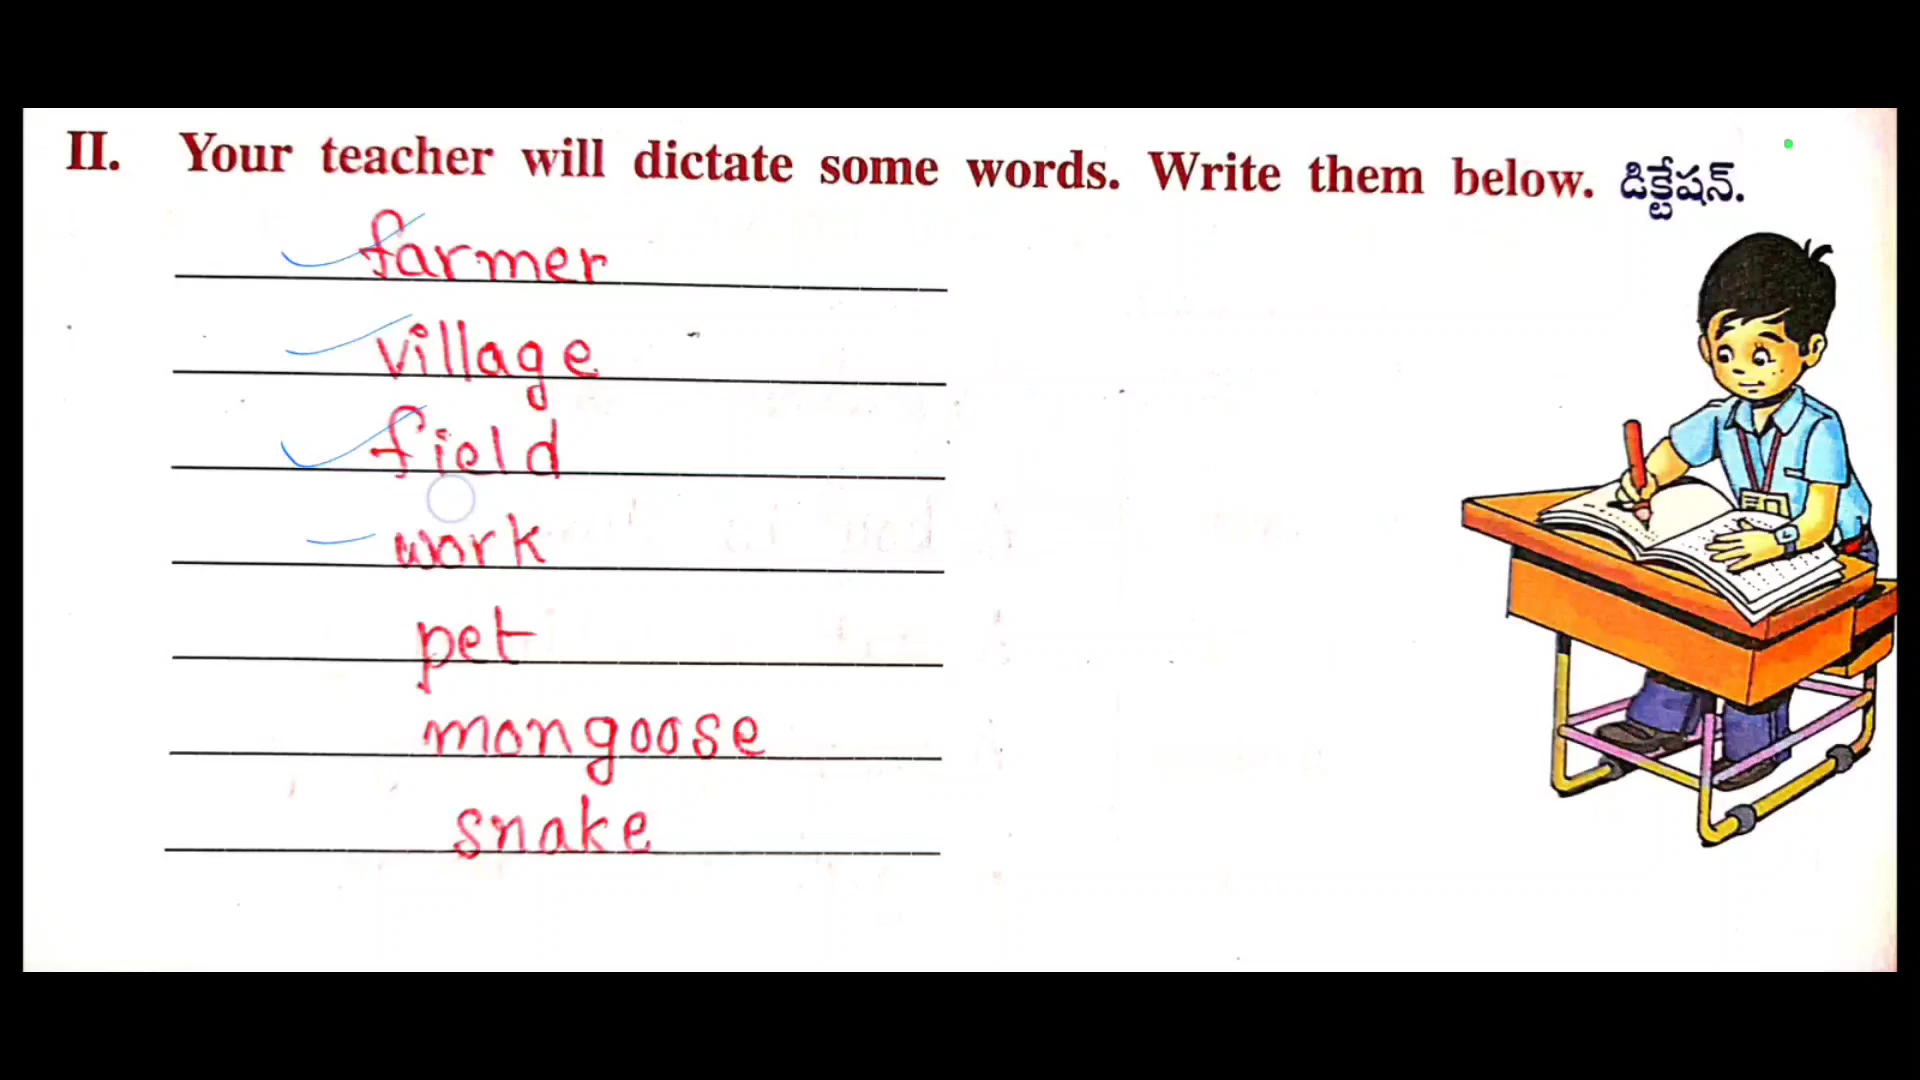 II. Your teacher will dictate some words. Write them below. డిక్టేషన్.
farmer
village
field
work
pet
mongoose
snake